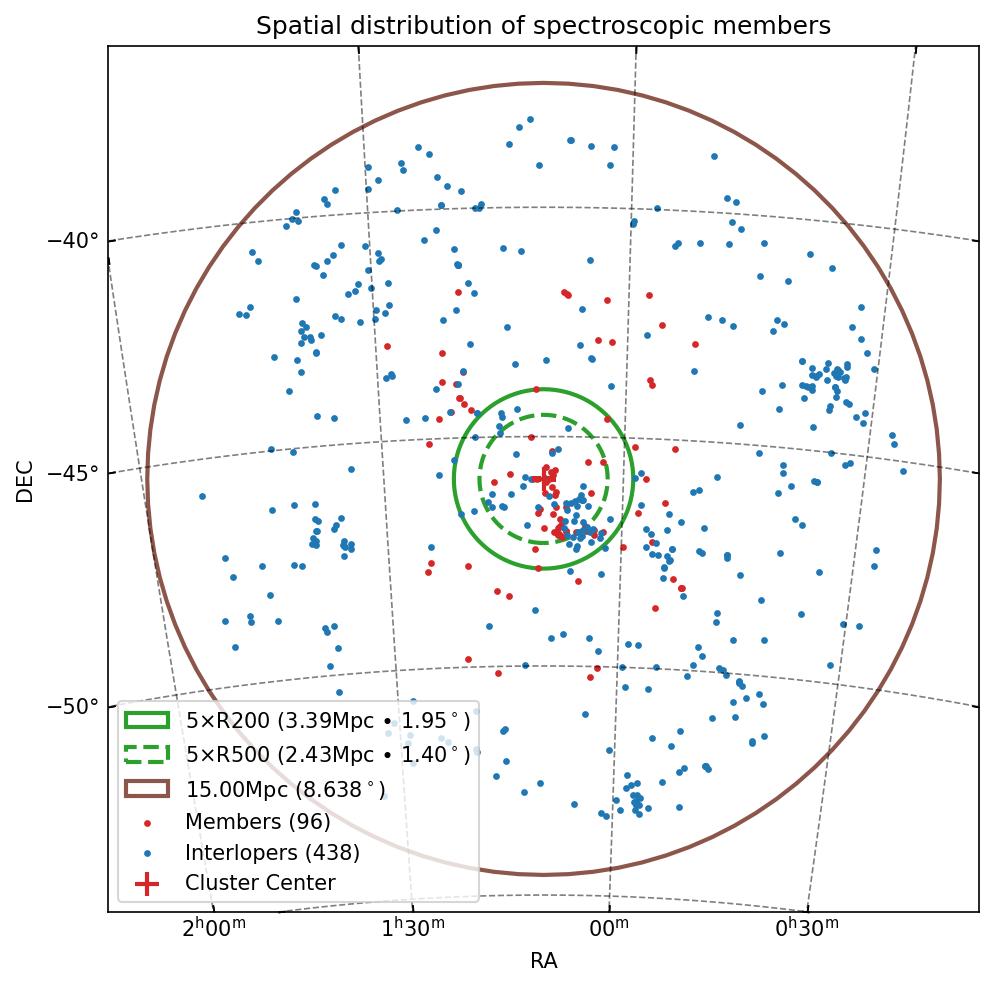 Spatial distribution of spectroscopic members
DEC
−40°
−45°
−50°
5×R200 (3.39Mpc • 1.95°)
5×R500 (2.43Mpc • 1.40°)
15.00Mpc (8.638°)
Members (96)
Interlopers (438)
Cluster Center
2ʰ00ᵐ 1ʰ30ᵐ 00ᵐ 0ʰ30ᵐ
RA